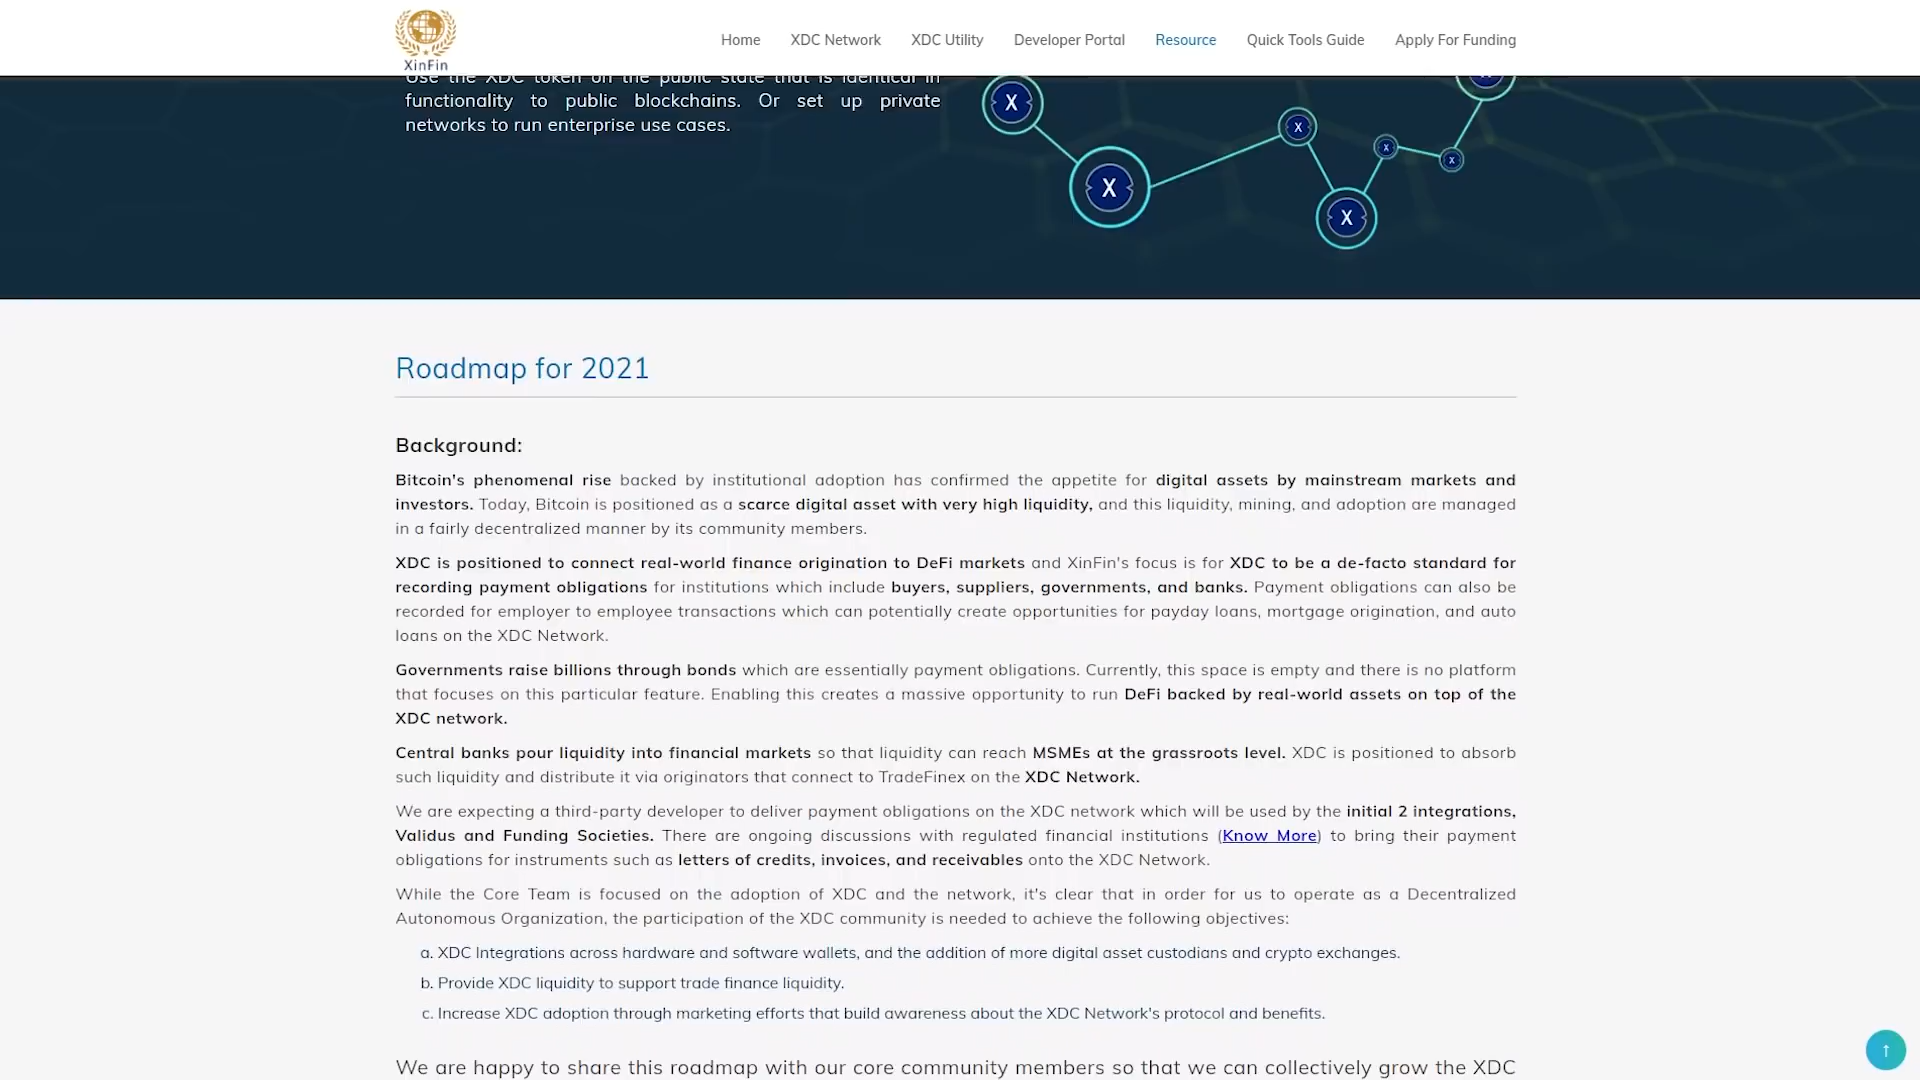 XinFin
Home XDC Network XDC Utility Developer Portal Resource Quick Tools Guide Apply For Funding
Use the XDC token on the public state that is identical in
functionality to public blockchains. Or set up private
networks to run enterprise use cases.
X
X
X
X
X
X
X
Roadmap for 2021
Background:
Bitcoin's phenomenal rise backed by institutional adoption has confirmed the appetite for digital assets by mainstream markets and
investors. Today, Bitcoin is positioned as a scarce digital asset with very high liquidity, and this liquidity, mining, and adoption are managed
in a fairly decentralized manner by its community members.
XDC is positioned to connect real-world finance origination to DeFi markets and XinFin's focus is for XDC to be a de-facto standard for
recording payment obligations for institutions which include buyers, suppliers, governments, and banks. Payment obligations can also be
recorded for employer to employee transactions which can potentially create opportunities for payday loans, mortgage origination, and auto
loans on the XDC Network.
Governments raise billions through bonds which are essentially payment obligations. Currently, this space is empty and there is no platform
that focuses on this particular feature. Enabling this creates a massive opportunity to run DeFi backed by real-world assets on top of the
XDC network.
Central banks pour liquidity into financial markets so that liquidity can reach MSMEs at the grassroots level. XDC is positioned to absorb
such liquidity and distribute it via originators that connect to TradeFinex on the XDC Network.
We are expecting a third-party developer to deliver payment obligations on the XDC network which will be used by the initial 2 integrations,
Validus and Funding Societies. There are ongoing discussions with regulated financial institutions (Know More) to bring their payment
obligations for instruments such as letters of credits, invoices, and receivables onto the XDC Network.
While the Core Team is focused on the adoption of XDC and the network, it's clear that in order for us to operate as a Decentralized
Autonomous Organization, the participation of the XDC community is needed to achieve the following objectives:
a. XDC Integrations across hardware and software wallets, and the addition of more digital asset custodians and crypto exchanges.
b. Provide XDC liquidity to support trade finance liquidity.
c. Increase XDC adoption through marketing efforts that build awareness about the XDC Network's protocol and benefits.
We are happy to share this roadmap with our core community members so that we can collectively grow the XDC
↑